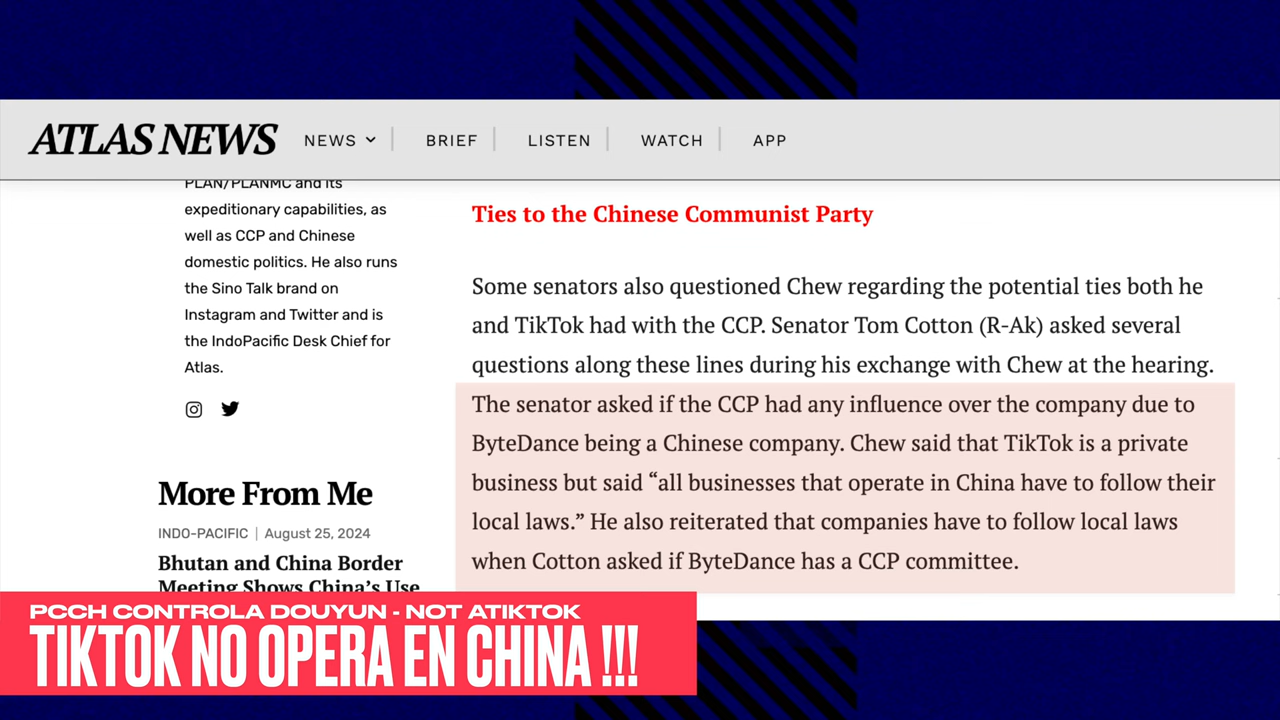 ATLAS NEWS
NEWS
BRIEF
LISTEN
WATCH
APP
PLAN/PLANMC and its
expeditionary capabilities, as
well as CCP and Chinese
domestic politics. He also runs
the Sino Talk brand on
Instagram and Twitter and is
the IndoPacific Desk Chief for
Atlas.
More From Me
INDO-PACIFIC | August 25, 2024
Bhutan and China Border
Meeting Shows China's Use
Ties to the Chinese Communist Party
Some senators also questioned Chew regarding the potential ties both he
and TikTok had with the CCP. Senator Tom Cotton (R-Ak) asked several
questions along these lines during his exchange with Chew at the hearing.
The senator asked if the CCP had any influence over the company due to
ByteDance being a Chinese company. Chew said that TikTok is a private
business but said “all businesses that operate in China have to follow their
local laws.” He also reiterated that companies have to follow local laws
when Cotton asked if ByteDance has a CCP committee.
PCCH CONTROLA DOUYUN - NOT ATIKTOK
TIKTOK NO OPERA EN CHINA !!!